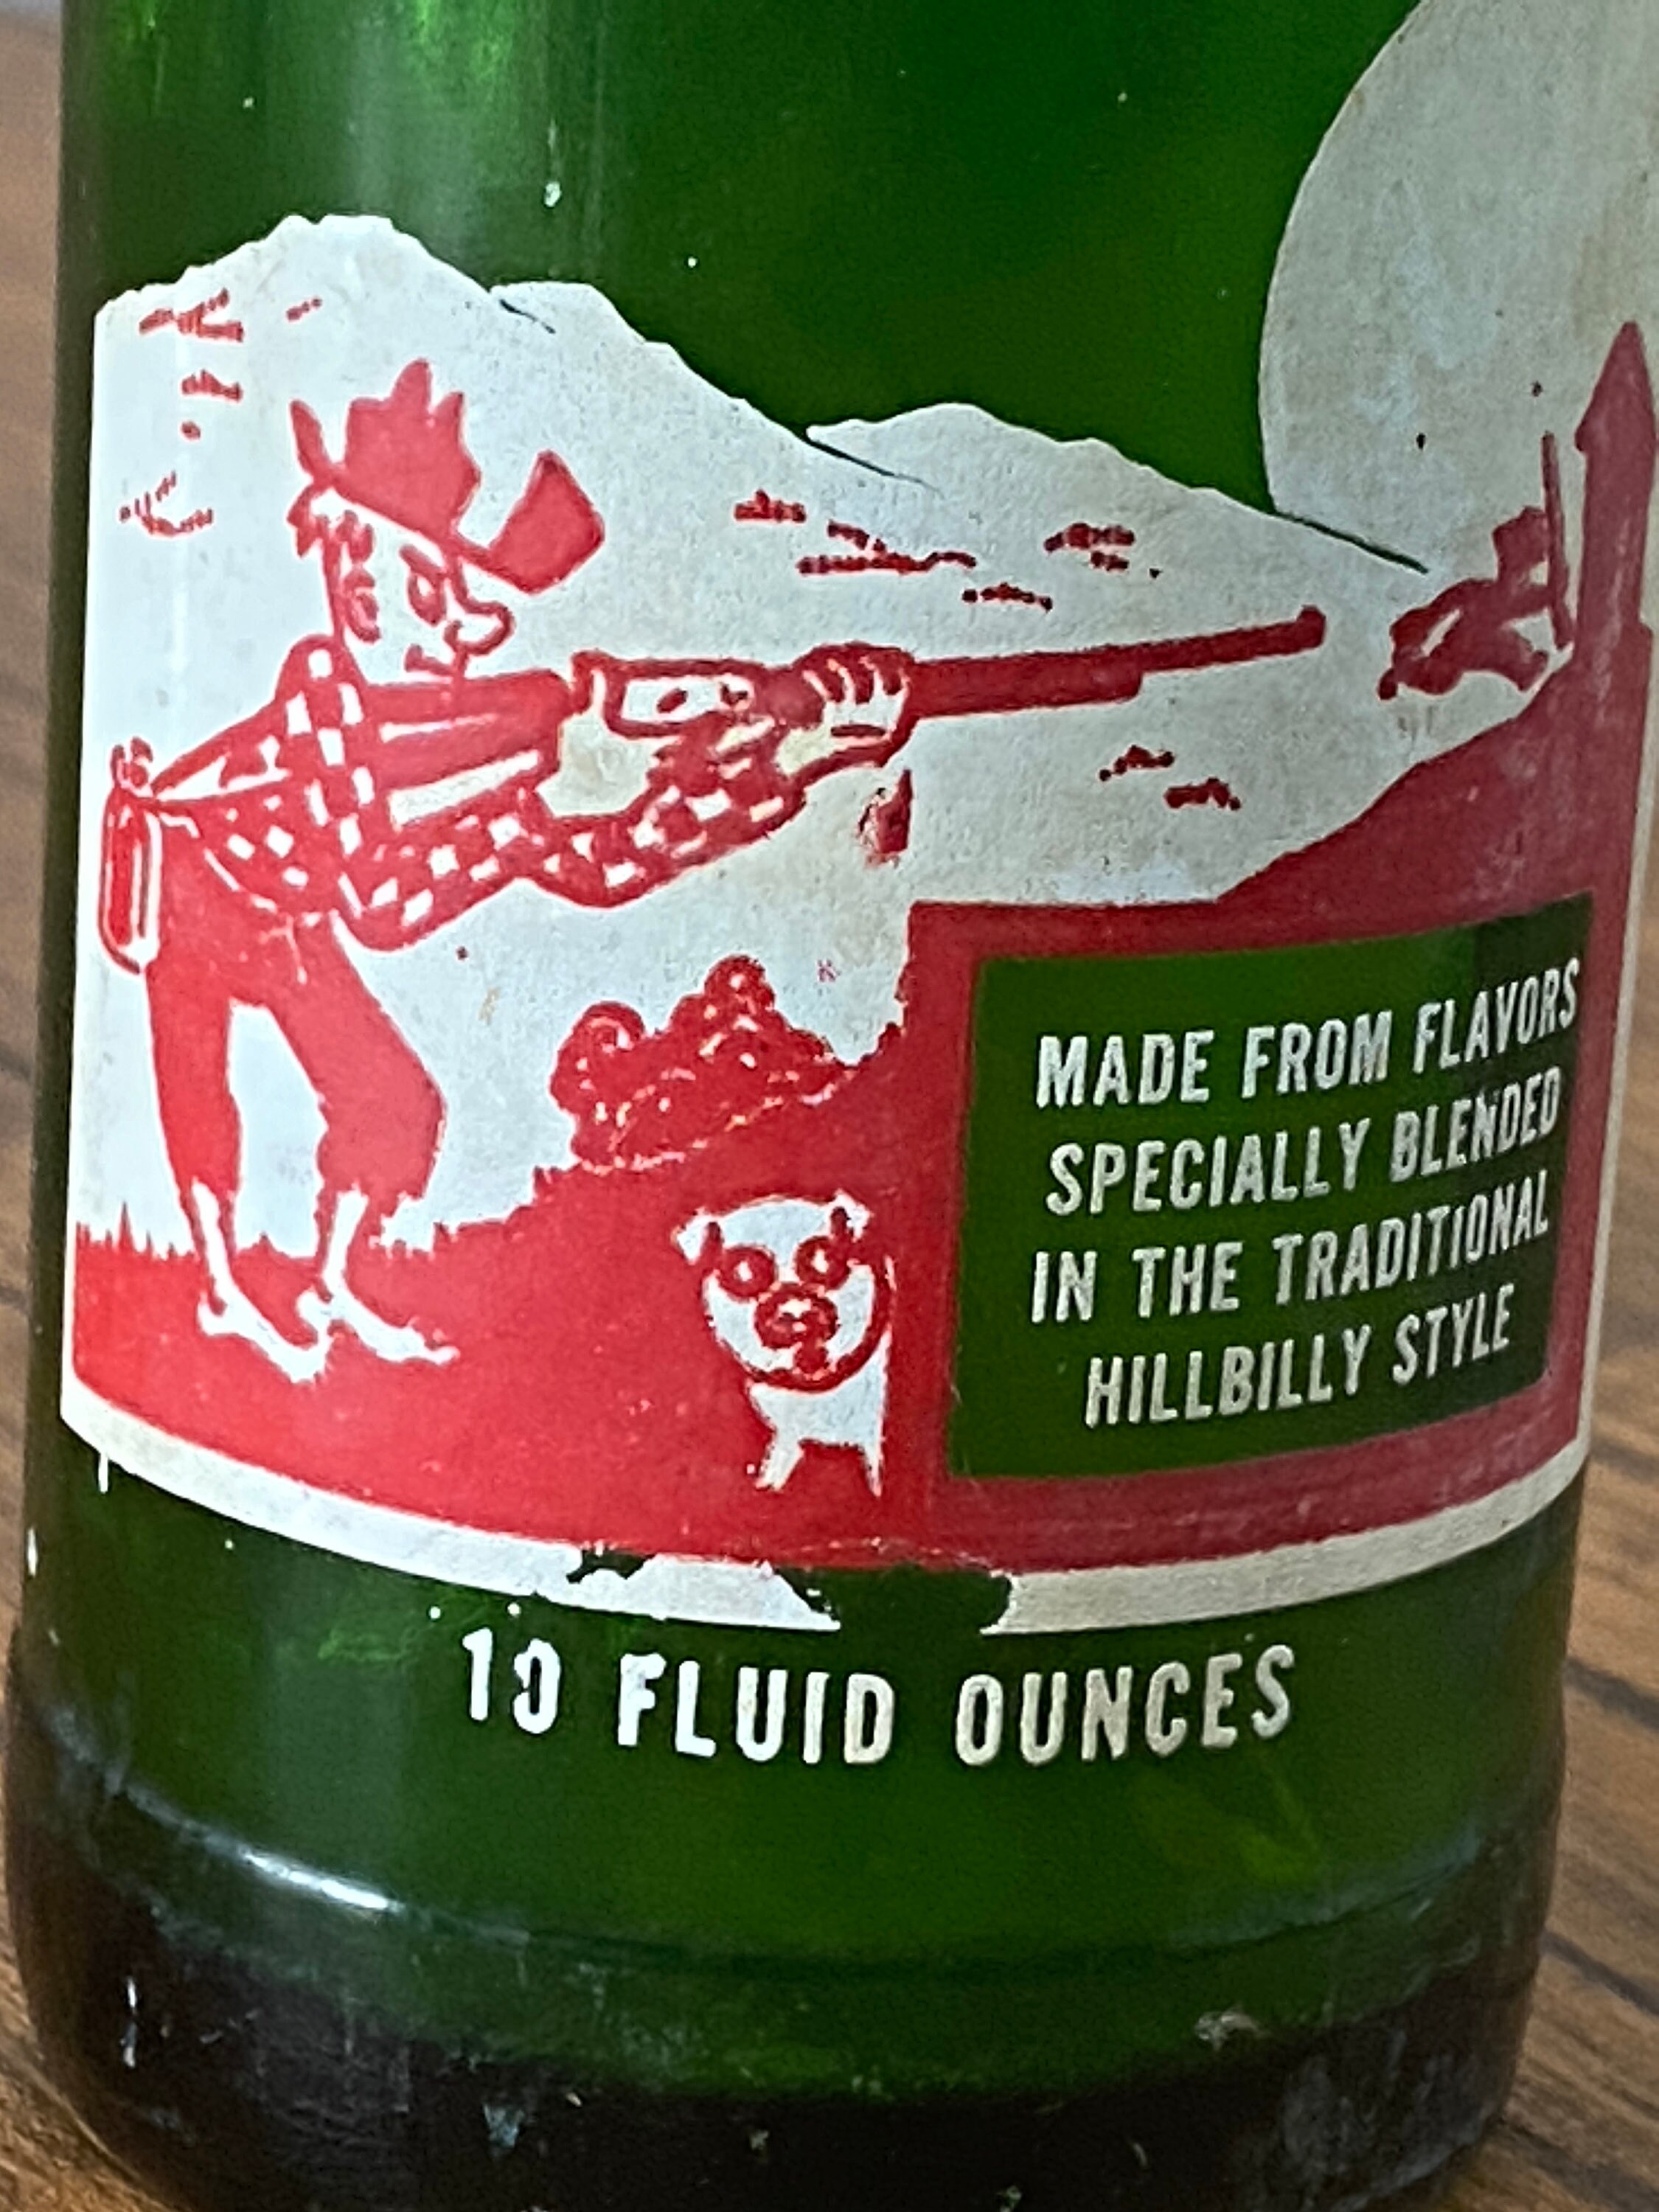 MADE FROM FLAVORS
SPECIALLY BLENDED
IN THE TRADITIONAL
HILLBILLY STYLE
10 FLUID OUNCES